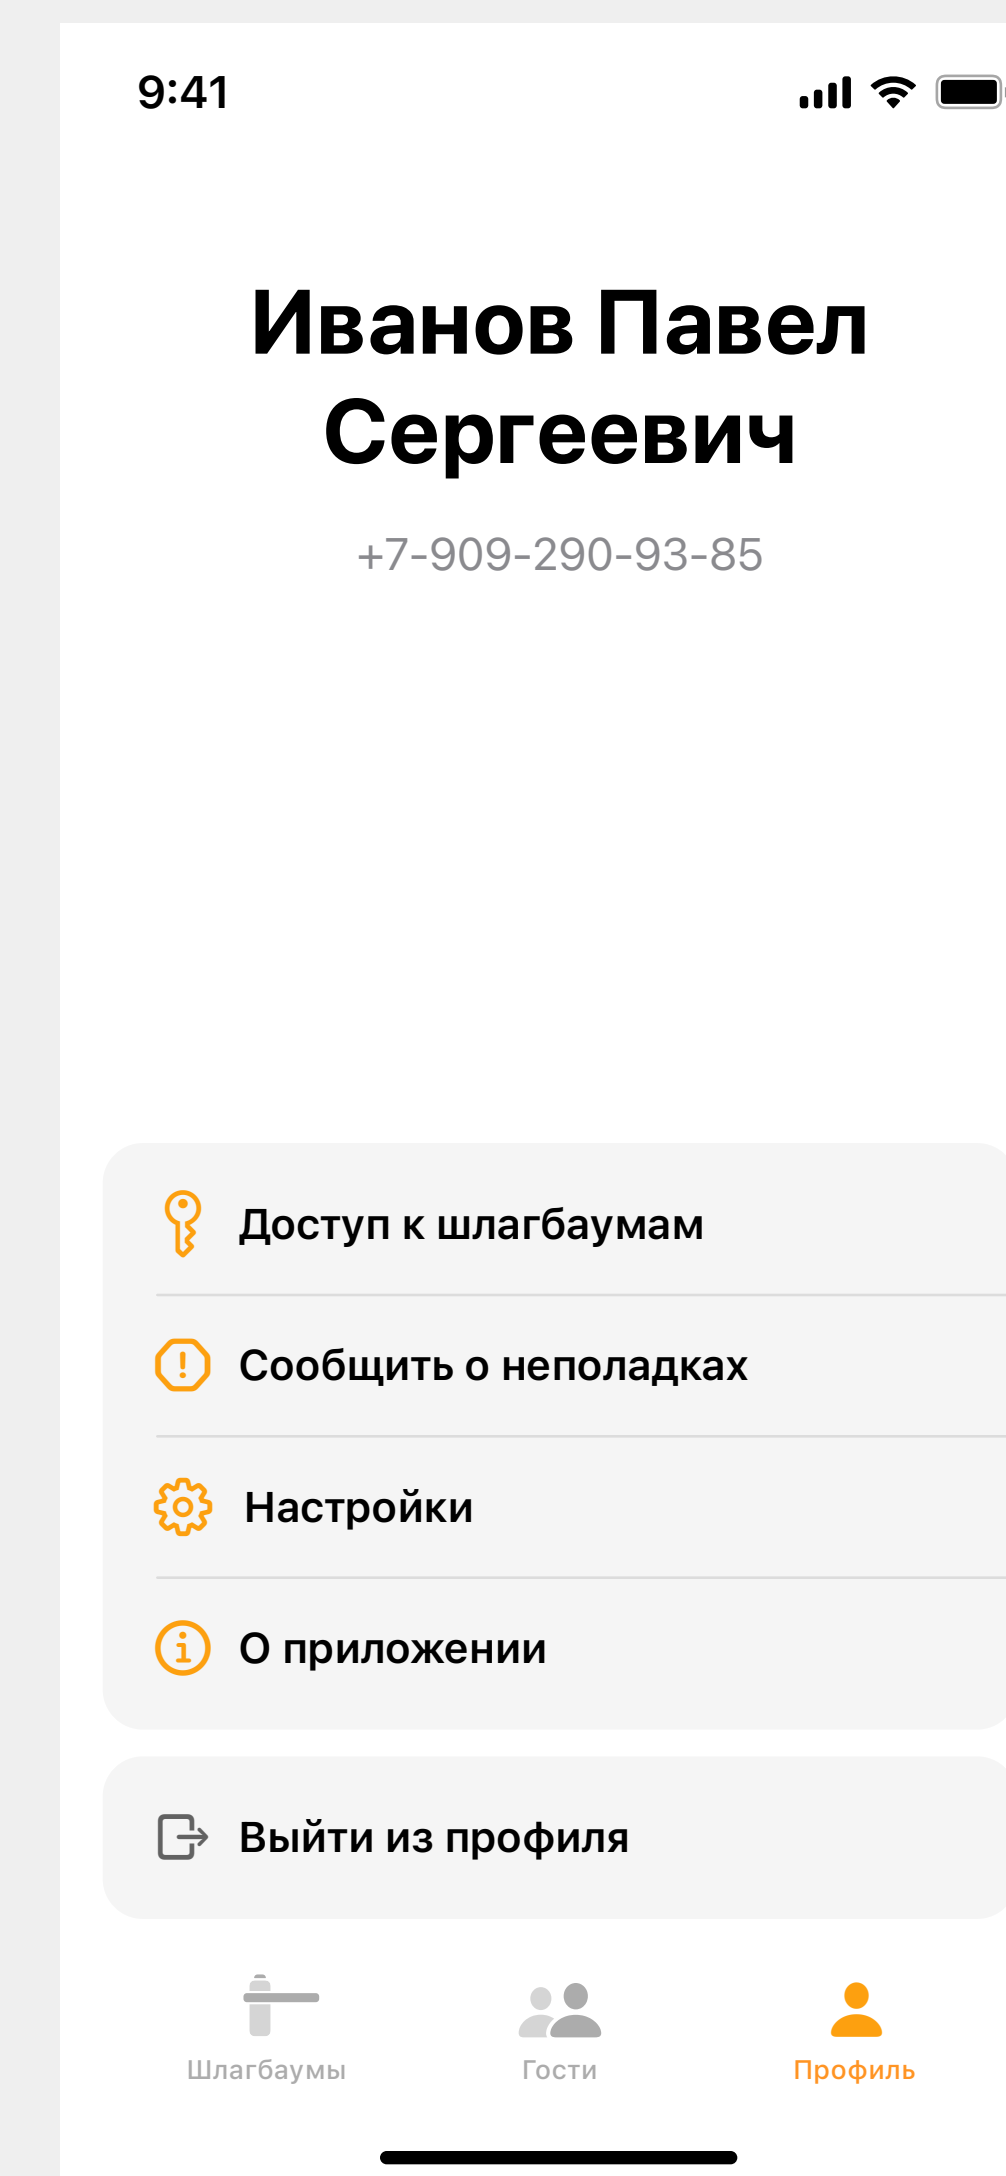 9:41
Иванов Павел
Сергеевич
+7-909-290-93-85
Доступ к шлагбаумам
Сообщить о неполадках
Настройки
О приложении
Выйти из профиля
Шлагбаумы
Гости
Профиль